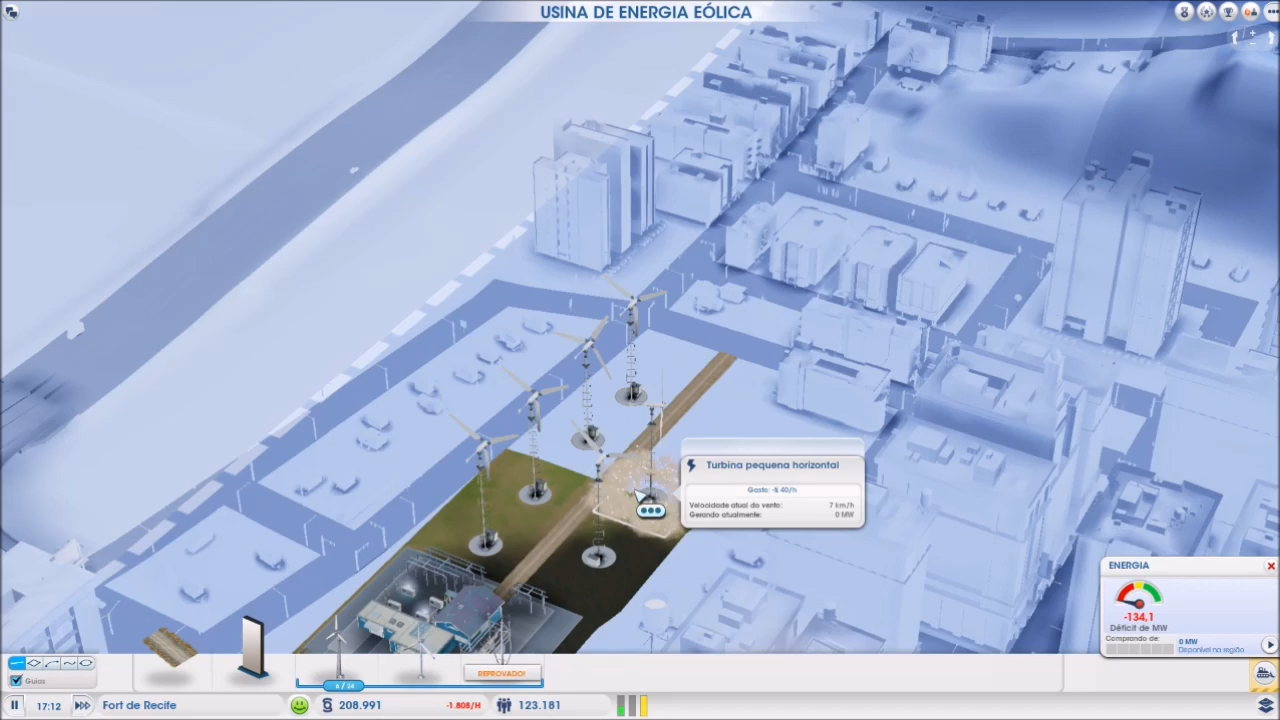 USINA DE ENERGIA EÓLICA
Turbina pequena horizontal
Gasto: -$ 40/h
Velocidade atual do vento: 7 km/h
Gerando atualmente: 0 MW
ENERGIA
-134,1
Déficit de MW
Comprando de: 0 MW
Disponível na região
REPROVADO!
6 / 24
Guias
17:12
Fort de Recife
208.991
-1.808/H
123.181